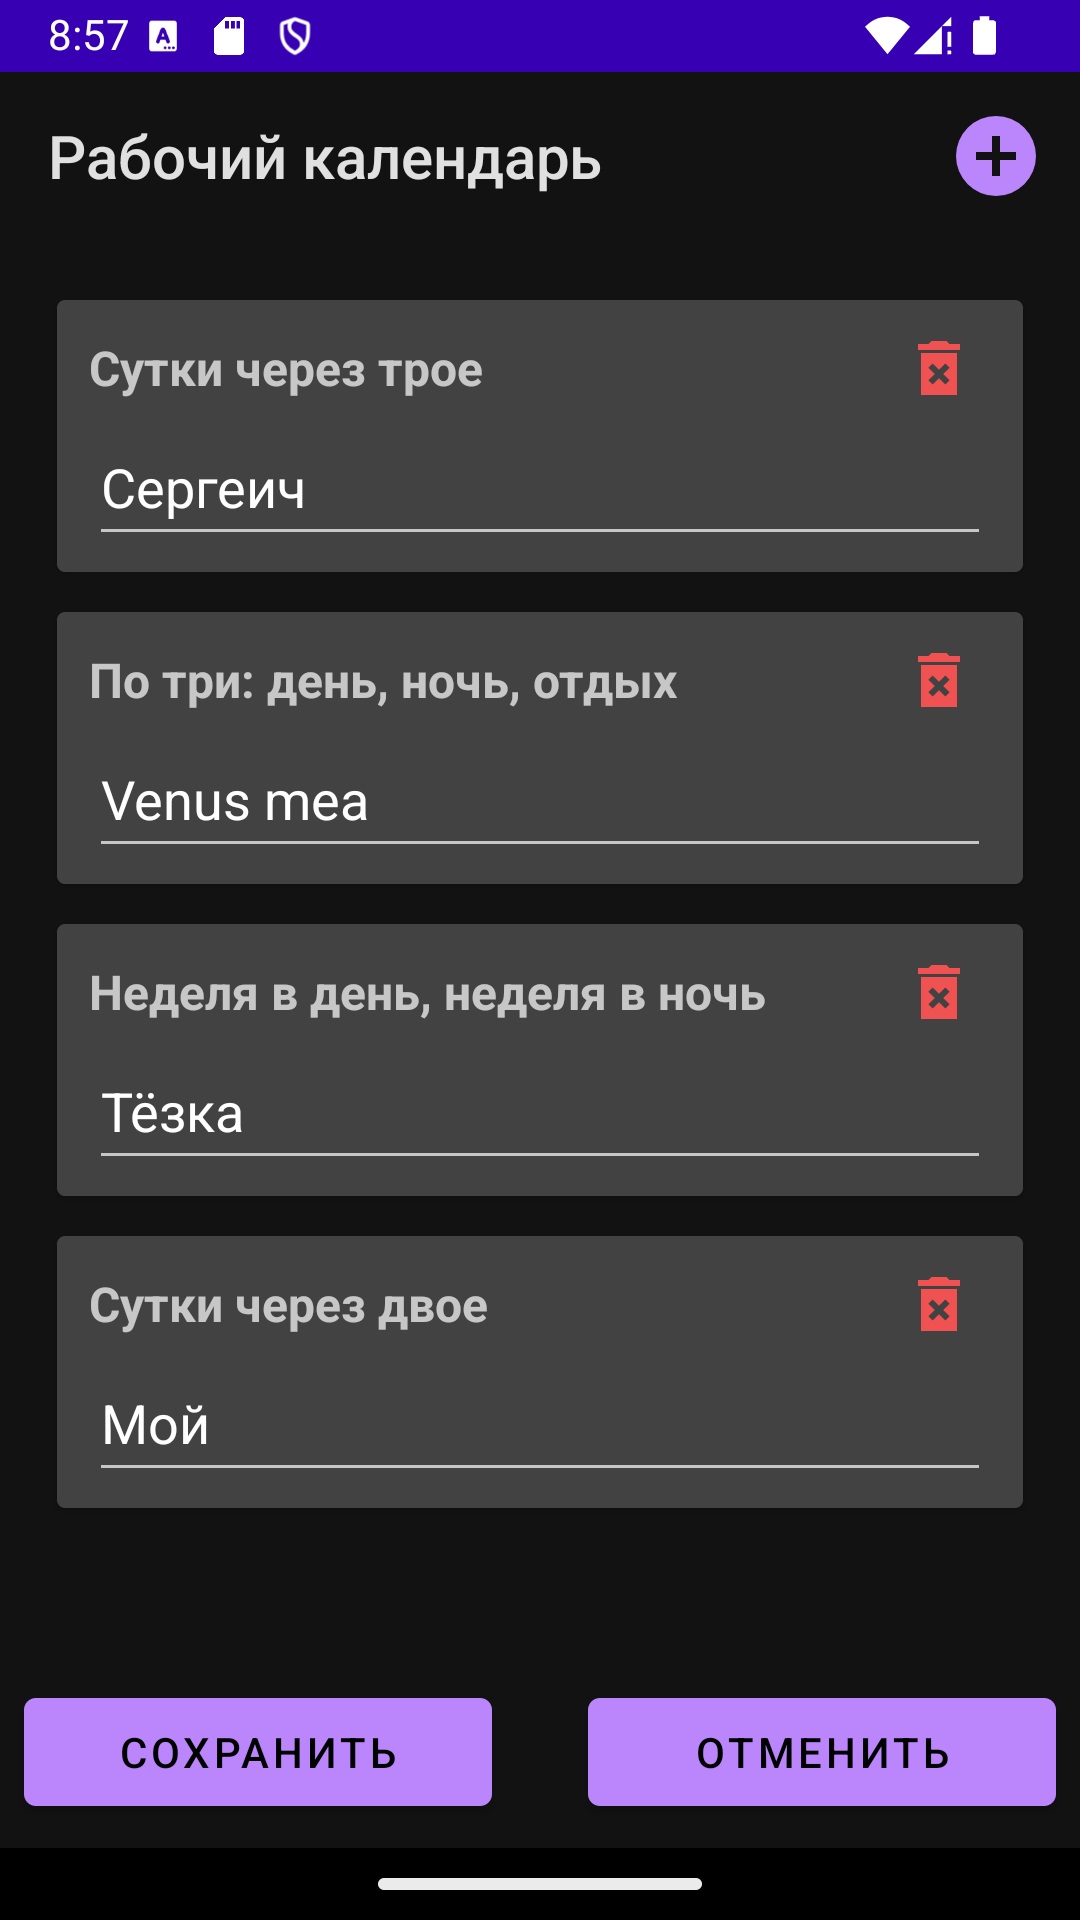 8:57
Рабочий календарь
Сутки через трое
Сергеич
По три: день, ночь, отдых
Venus mea
Неделя в день, неделя в ночь
Тёзка
Сутки через двое
Мой
СОХРАНИТЬ
ОТМЕНИТЬ